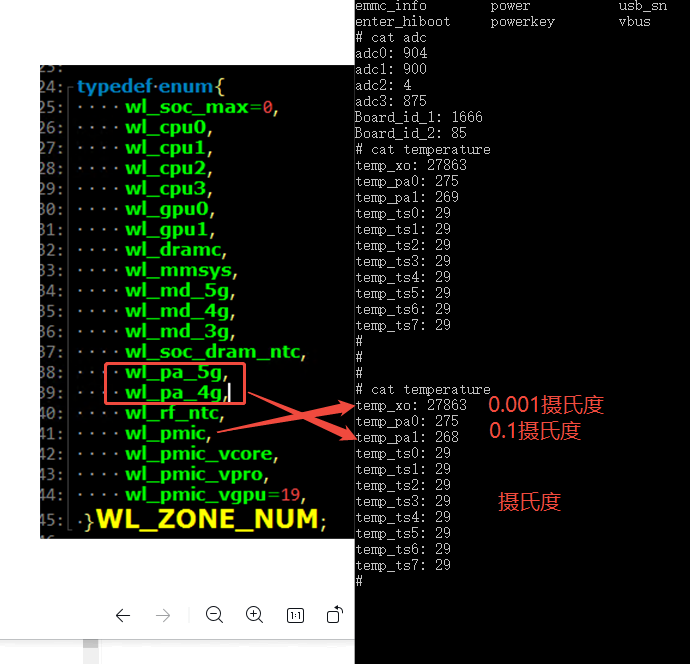 typedef enum{
wl_soc_max=0,
wl_cpu0,
wl_cpu1,
wl_cpu2,
wl_cpu3,
wl_gpu0,
wl_gpu1,
wl_dramc,
wl_mmsys,
wl_md_5g,
wl_md_4g,
wl_md_3g,
wl_soc_dram_ntc,
wl_pa_5g,
wl_pa_4g,
wl_rf_ntc,
wl_pmic,
wl_pmic_vcore,
wl_pmic_vpro,
wl_pmic_vgpu=19,
}WL_ZONE_NUM;
24:
25:
26:
27:
28:
29:
30:
31:
32:
33:
34:
35:
36:
37:
38:
39:
40:
41:
42:
43:
44:
45:
1:1
emmc_info power usb_sn
enter_hiboot powerkey vbus
# cat adc
adc0: 904
adc1: 900
adc2: 4
adc3: 875
Board_id_1: 1666
Board_id_2: 85
# cat temperature
temp_xo: 27863
temp_pa0: 275
temp_pa1: 269
temp_ts0: 29
temp_ts1: 29
temp_ts2: 29
temp_ts3: 29
temp_ts4: 29
temp_ts5: 29
temp_ts6: 29
temp_ts7: 29
#
#
#
# cat temperature
temp_xo: 27863 0.001摄氏度
temp_pa0: 275 0.1摄氏度
temp_pa1: 268
temp_ts0: 29
temp_ts1: 29
temp_ts2: 29
temp_ts3: 29 摄氏度
temp_ts4: 29
temp_ts5: 29
temp_ts6: 29
temp_ts7: 29
#